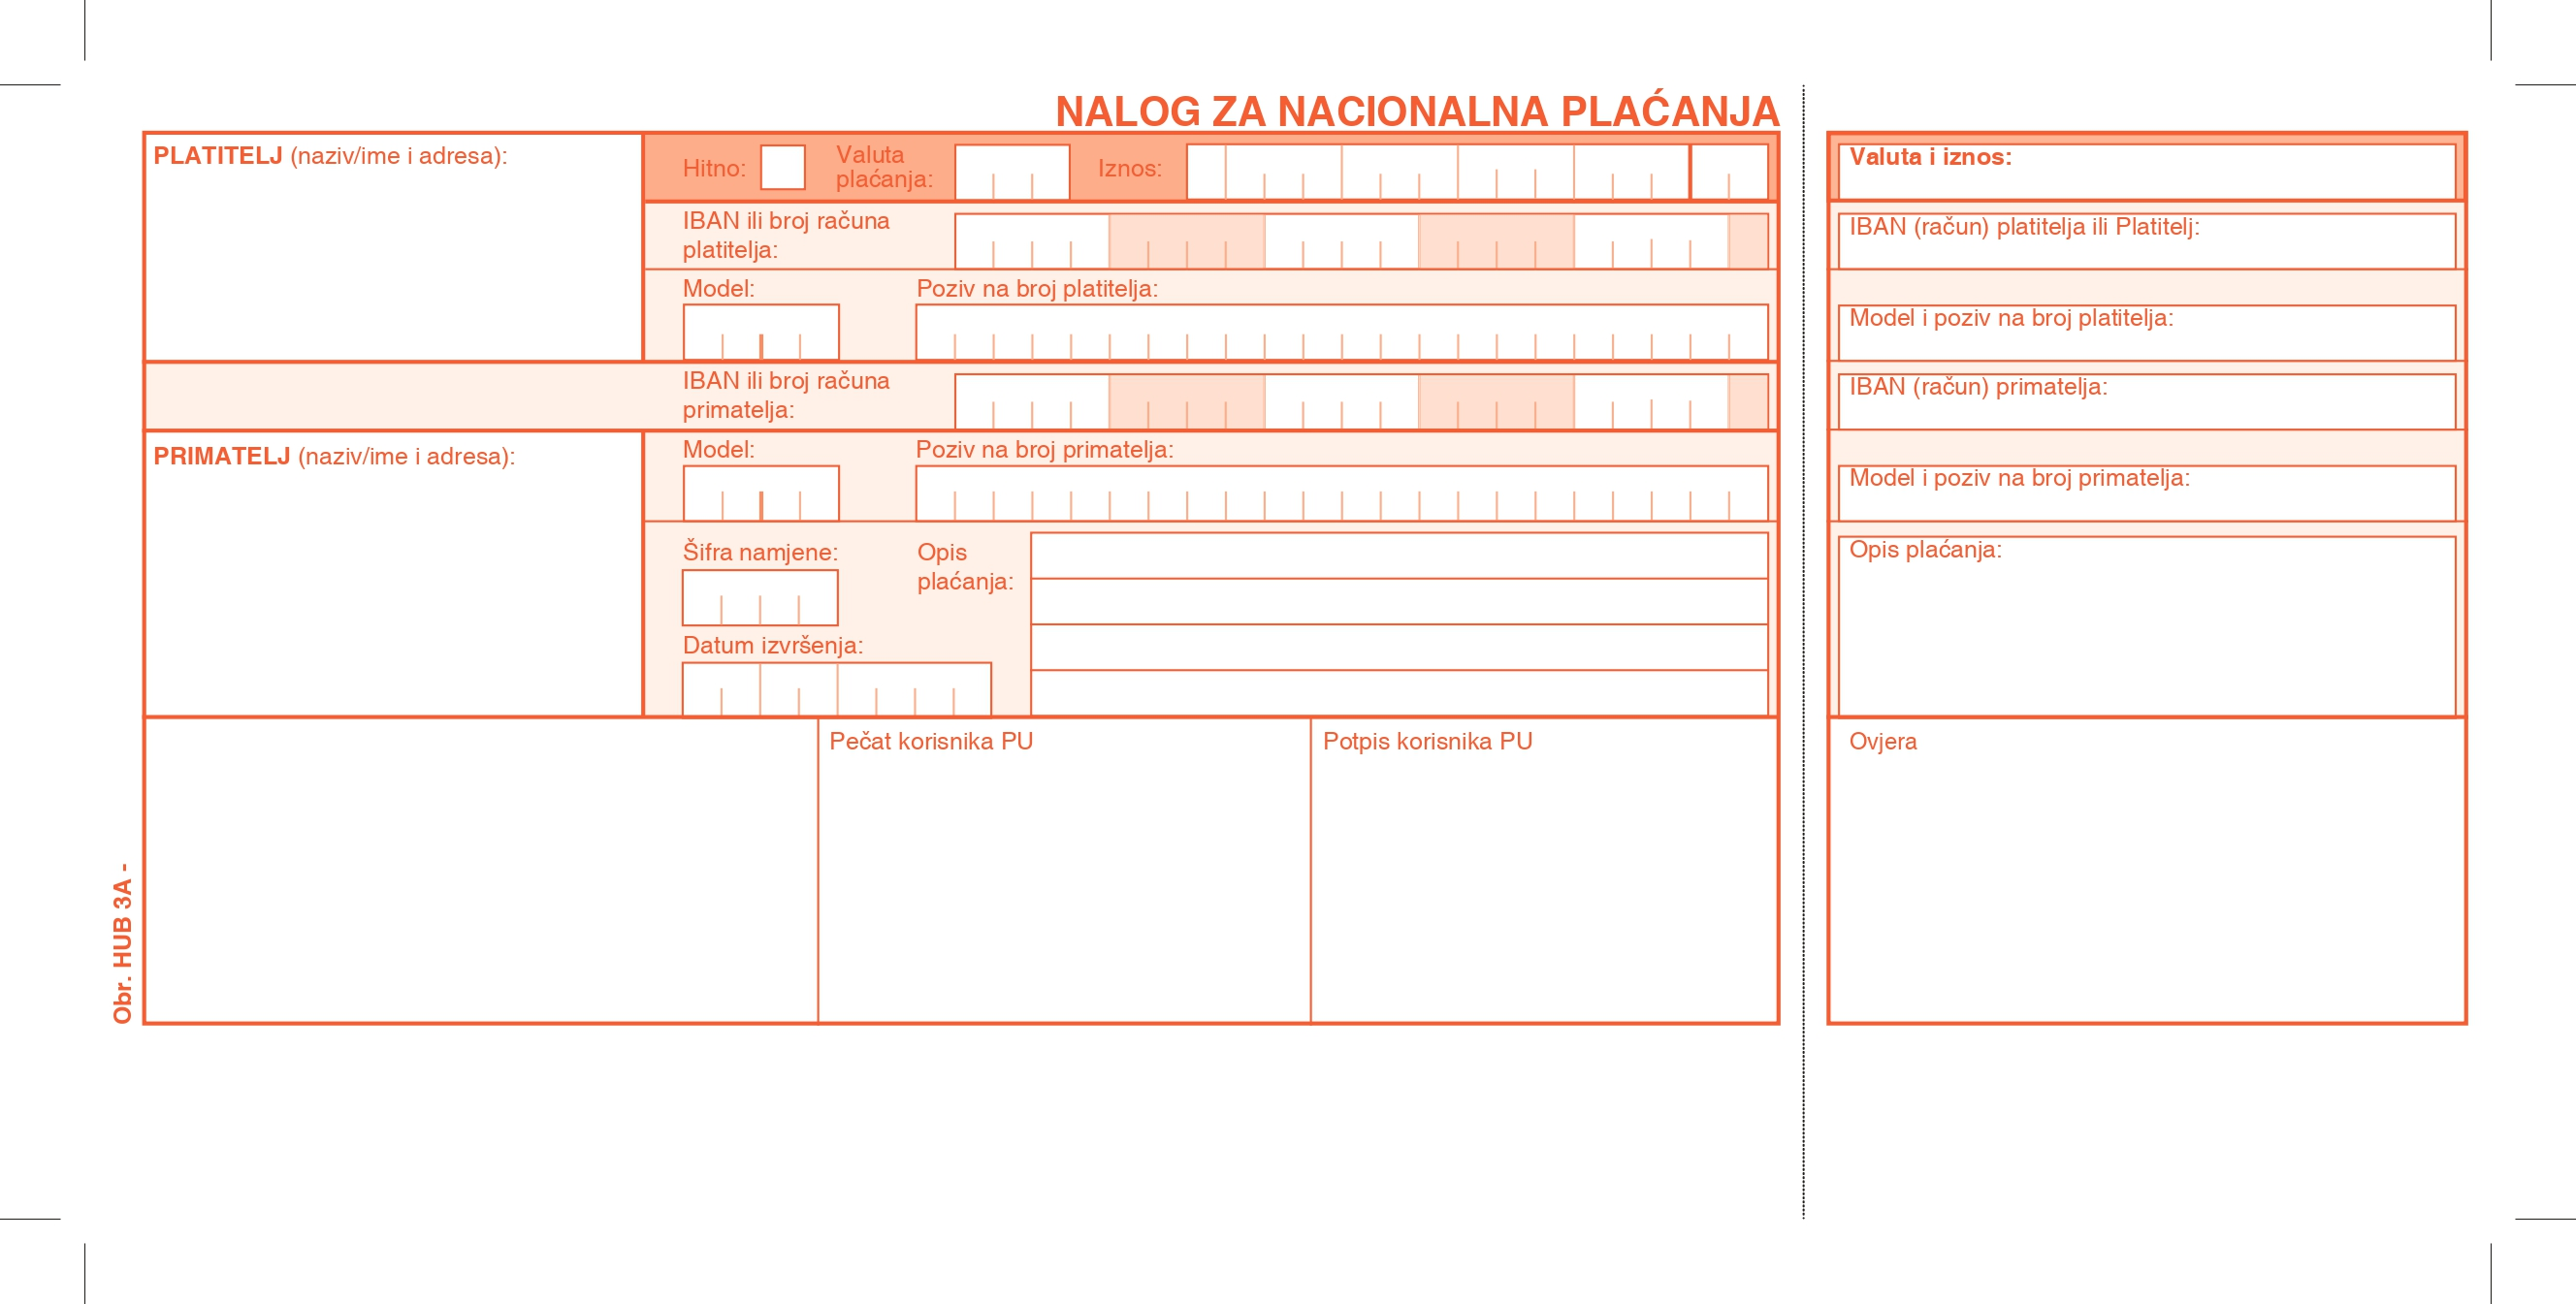 NALOG ZA NACIONALNA PLAĆANJA
PLATITELJ (naziv/ime i adresa):
Hitno:
Valuta
plaćanja:
Iznos:
IBAN ili broj računa
platitelja:
Model:
Poziv na broj platitelja:
IBAN ili broj računa
primatelja:
PRIMATELJ (naziv/ime i adresa):
Model:
Poziv na broj primatelja:
Šifra namjene:
Opis
plaćanja:
Datum izvršenja:
Pečat korisnika PU
Potpis korisnika PU
Obr. HUB 3A -
Valuta i iznos:
IBAN (račun) platitelja ili Platitelj:
Model i poziv na broj platitelja:
IBAN (račun) primatelja:
Model i poziv na broj primatelja:
Opis plaćanja:
Ovjera